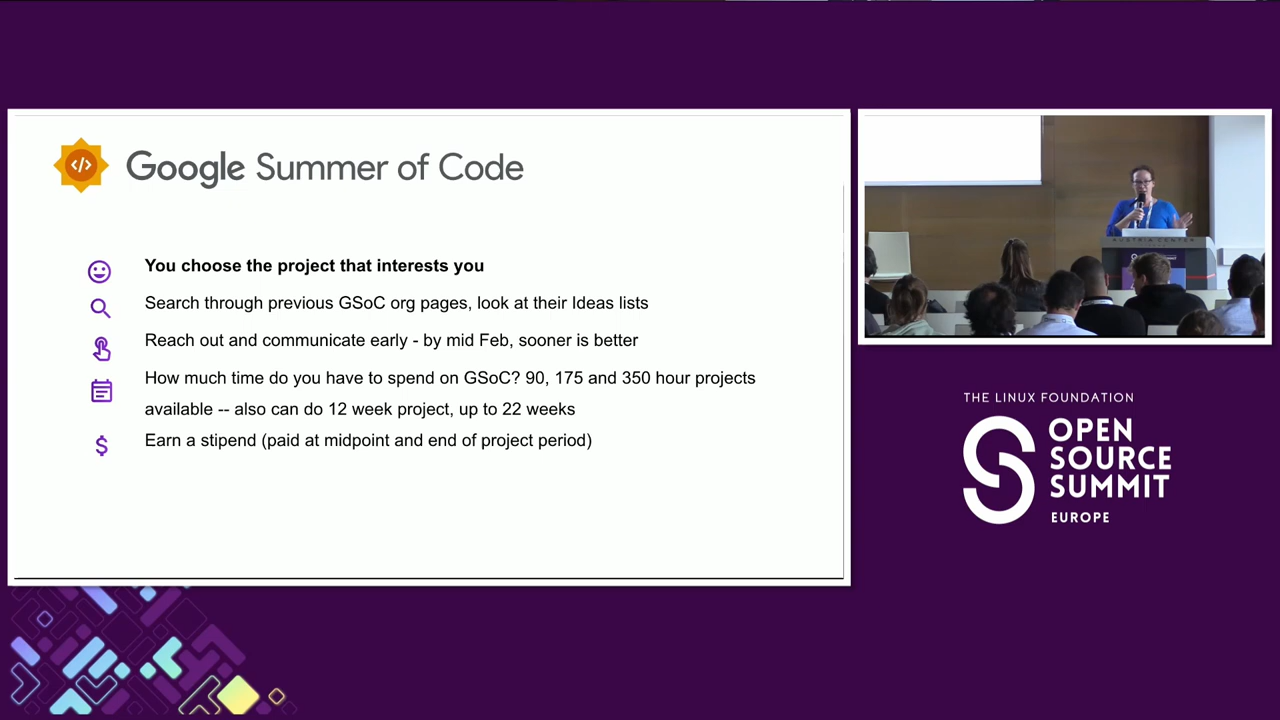 </> Google Summer of Code
You choose the project that interests you
Search through previous GSoC org pages, look at their Ideas lists
Reach out and communicate early - by mid Feb, sooner is better
How much time do you have to spend on GSoC? 90, 175 and 350 hour projects
available -- also can do 12 week project, up to 22 weeks
$ Earn a stipend (paid at midpoint and end of project period)
AUSTRIA CENTER
THE LINUX FOUNDATION
OPEN
SOURCE
SUMMIT
EUROPE